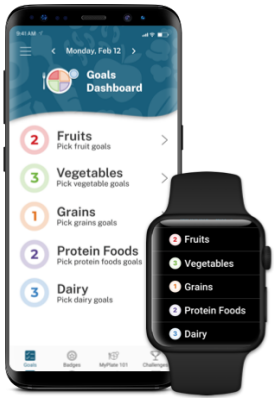 9:41 AM
Monday, Feb 12
Goals
Dashboard
2
Fruits
Pick fruit goals
3
Vegetables
Pick vegetable goals
1
Grains
Pick grains goals
2
Protein Foods
Pick protein foods goals
3
Dairy
Pick dairy goals
Goals
Badges
MyPlate 101
Challenges
2 Fruits
3 Vegetables
1 Grains
2 Protein Foods
3 Dairy